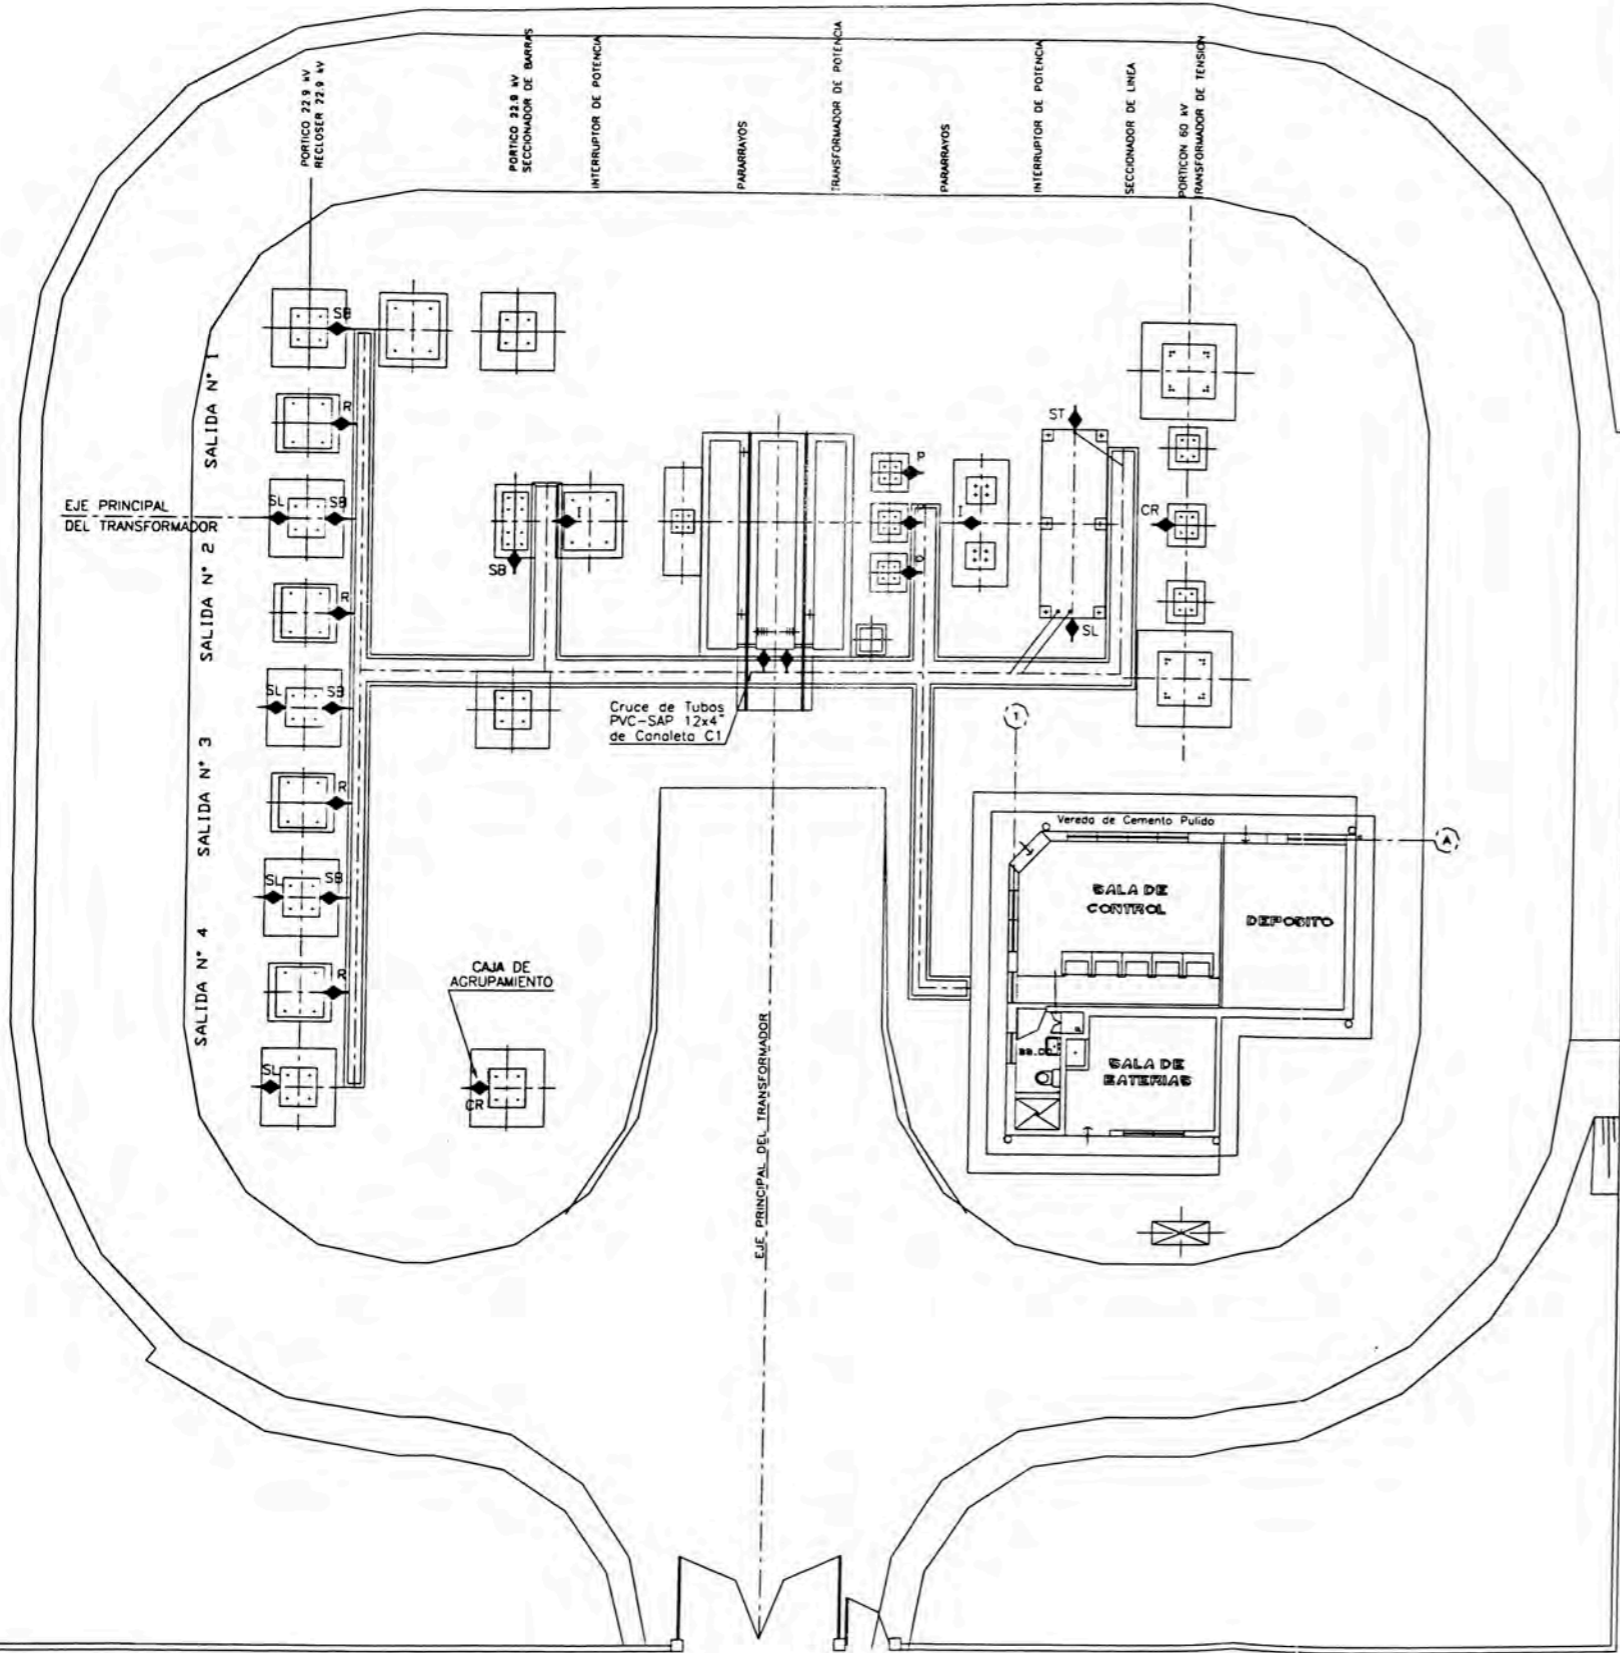 PORTICO 22.9 kV
RECLOSER 22.9 kV
PORTICO 22.9 kV
SECCIONADOR DE BARRAS
INTERRUPTOR DE POTENCIA
PARARRAYOS
TRANSFORMADOR DE POTENCIA
PARARRAYOS
INTERRUPTOR DE POTENCIA
SECCIONADOR DE LINEA
PORTICON 60 kV
TRANSFORMADOR DE TENSION
SB
SALIDA N° 1
R
ST
P
EJE PRINCIPAL
DEL TRANSFORMADOR
SL
SB
I
I
CR
SB
P
SALIDA N° 2
R
SL
SL
SB
Cruce de Tubos
PVC-SAP 12x4"
de Canaleta C1
1
SALIDA N° 3
R
Vereda de Cemento Pulido
A
SL
SB
SALA DE
CONTROL
DEPOSITO
SALIDA N° 4
R
CAJA DE
AGRUPAMIENTO
SL
CR
SALA DE
BATERIAS
EJE PRINCIPAL DEL TRANSFORMADOR